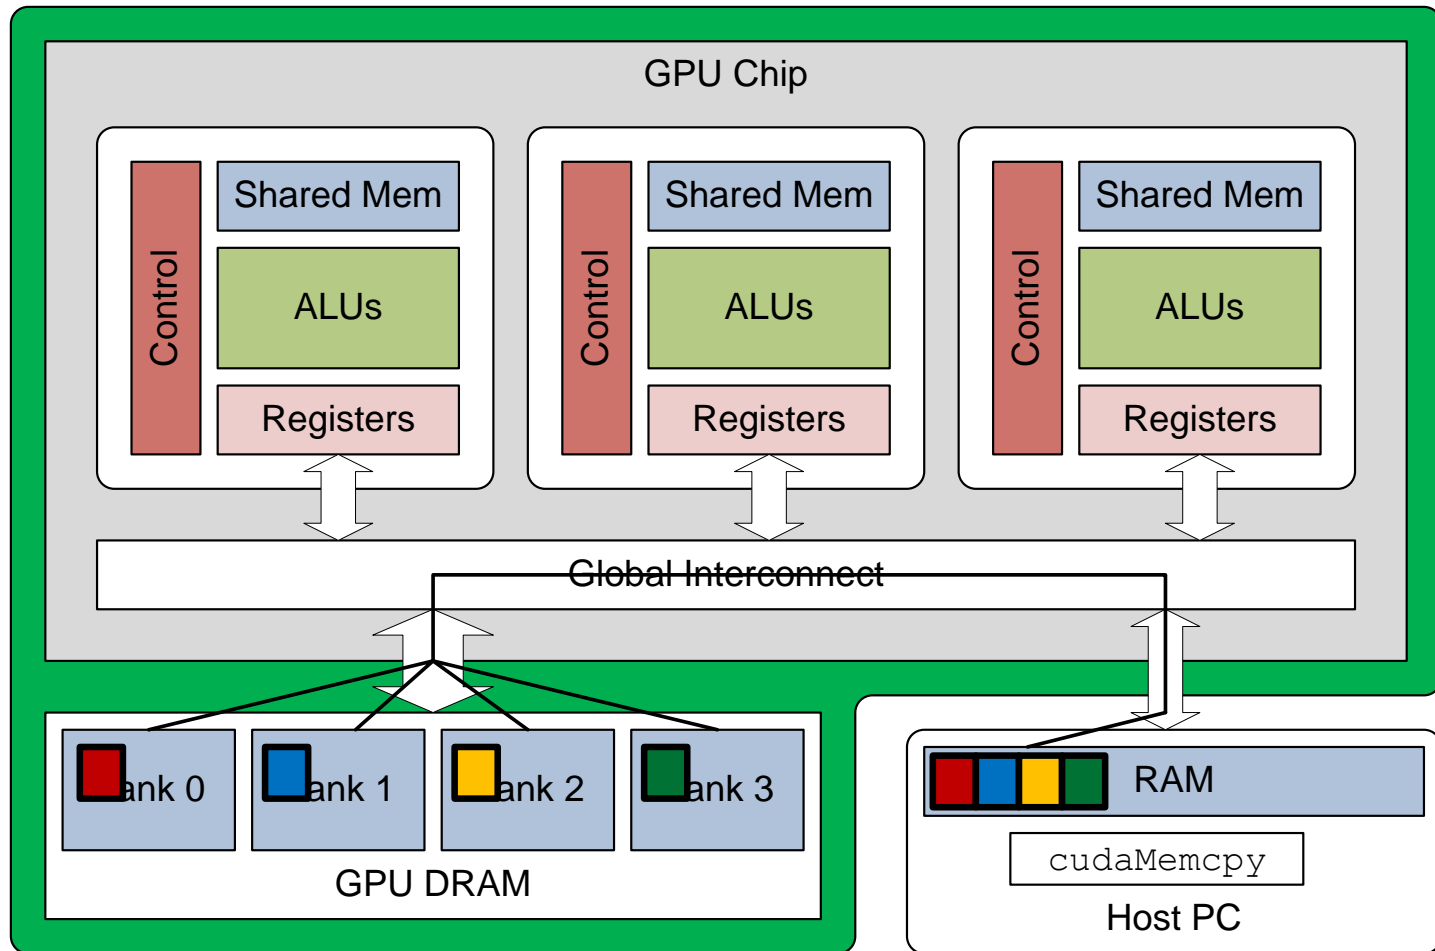 GPU Chip
Control
Shared Mem
ALUs
Registers
Control
Shared Mem
ALUs
Registers
Control
Shared Mem
ALUs
Registers
Global Interconnect
ank 0
ank 1
ank 2
ank 3
GPU DRAM
RAM
cudaMemcpy
Host PC